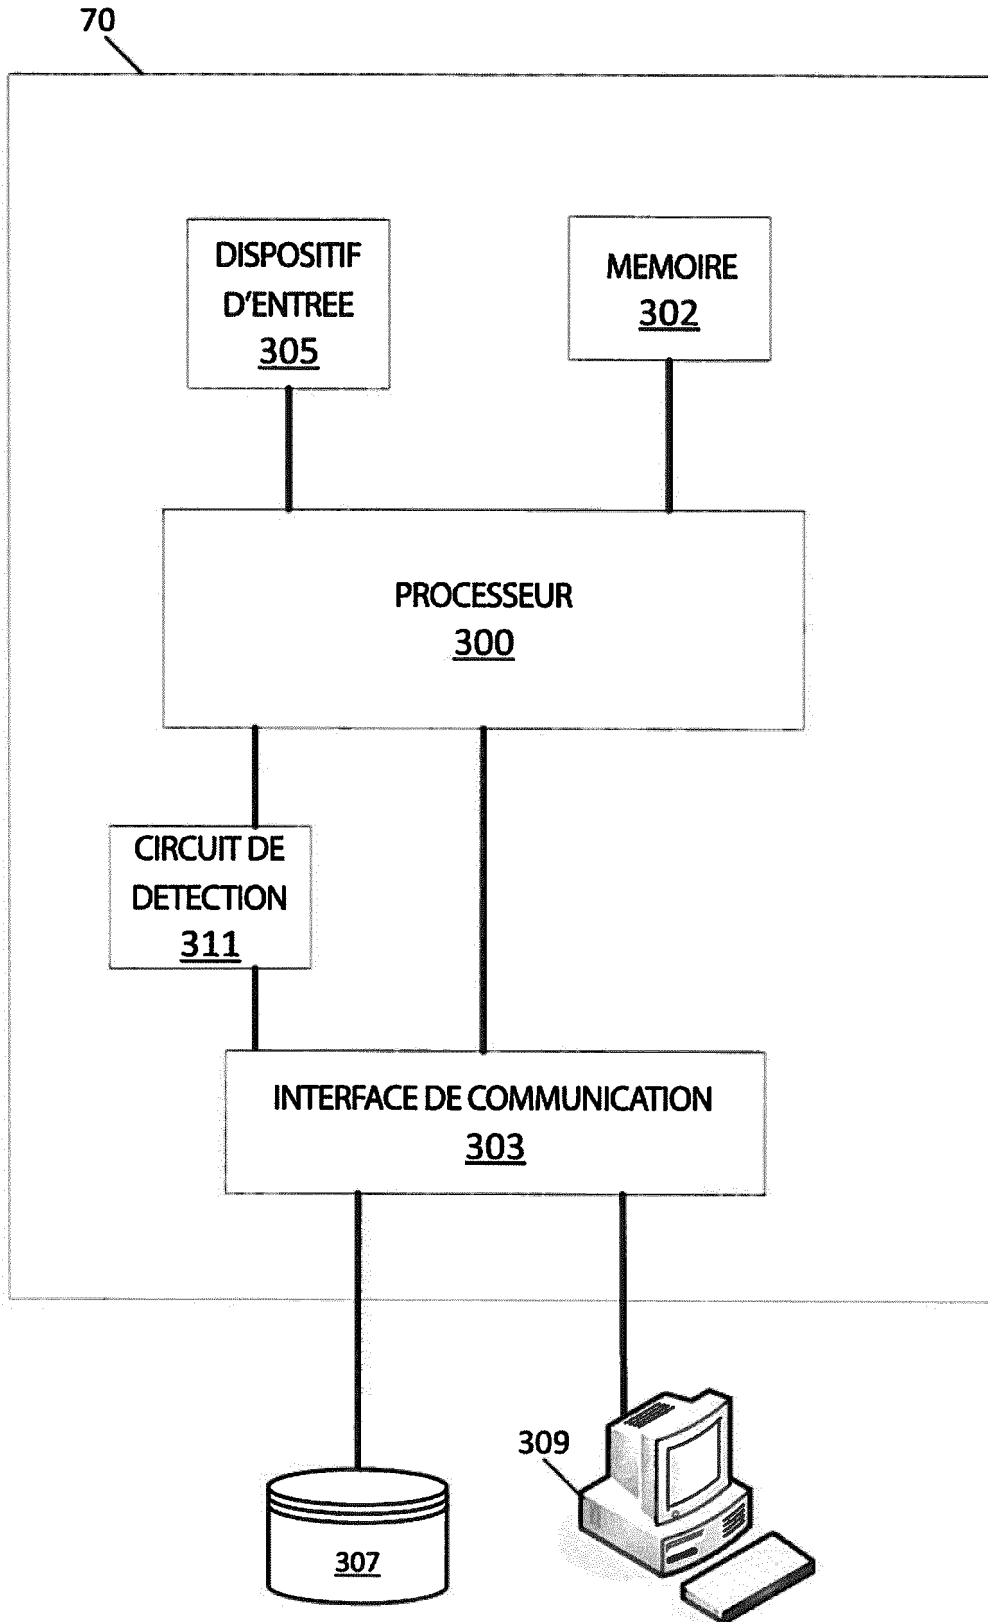 70
DISPOSITIF
D'ENTREE
305
MEMOIRE
302
PROCESSEUR
300
CIRCUIT DE
DETECTION
311
INTERFACE DE COMMUNICATION
303
309
307